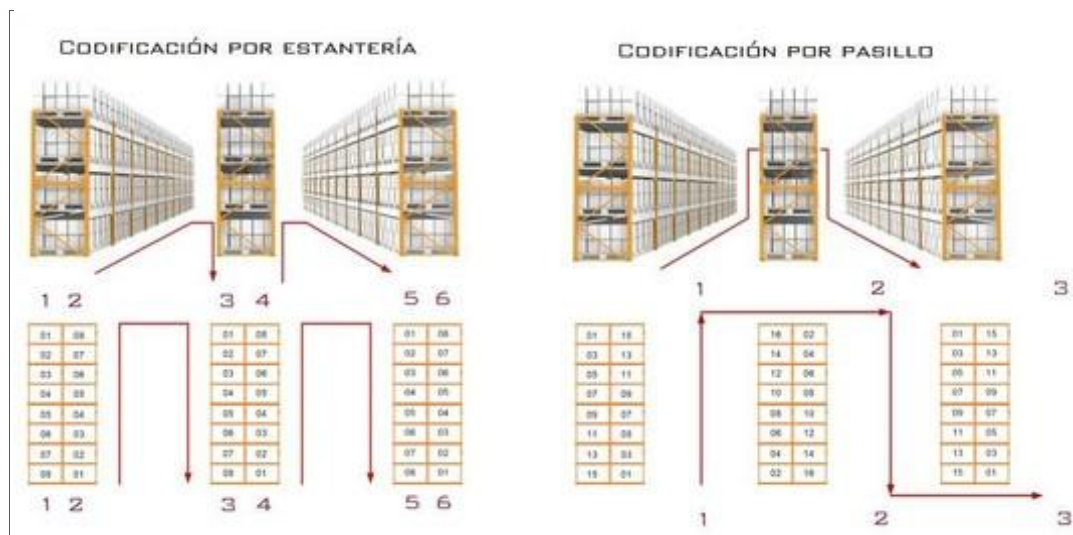 CODIFICACIÓN POR ESTANTERÍA
1 2 3 4 5 6
01 08 01 08 01 08
02 07 02 07 02 07
03 06 03 06 03 06
04 05 04 05 04 05
05 04 05 04 05 04
06 03 06 03 06 03
07 02 07 02 07 02
08 01 08 01 08 01
1 2 3 4 5 6
CODIFICACIÓN POR PASILLO
1 2 3
01 15 16 02 01 15
03 13 14 04 03 13
05 11 12 06 05 11
07 09 10 08 07 09
09 07 08 10 09 07
11 05 06 12 11 05
13 03 04 14 13 03
15 01 02 16 15 01
1 2 3